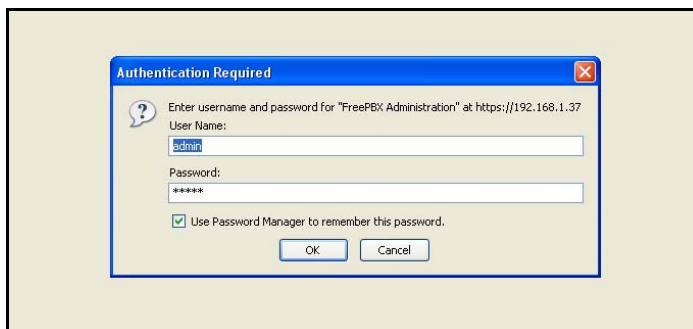 Authentication Required
Enter username and password for "FreePBX Administration" at https://192.168.1.37
User Name:
admin
Password:
*****
Use Password Manager to remember this password.
OK Cancel